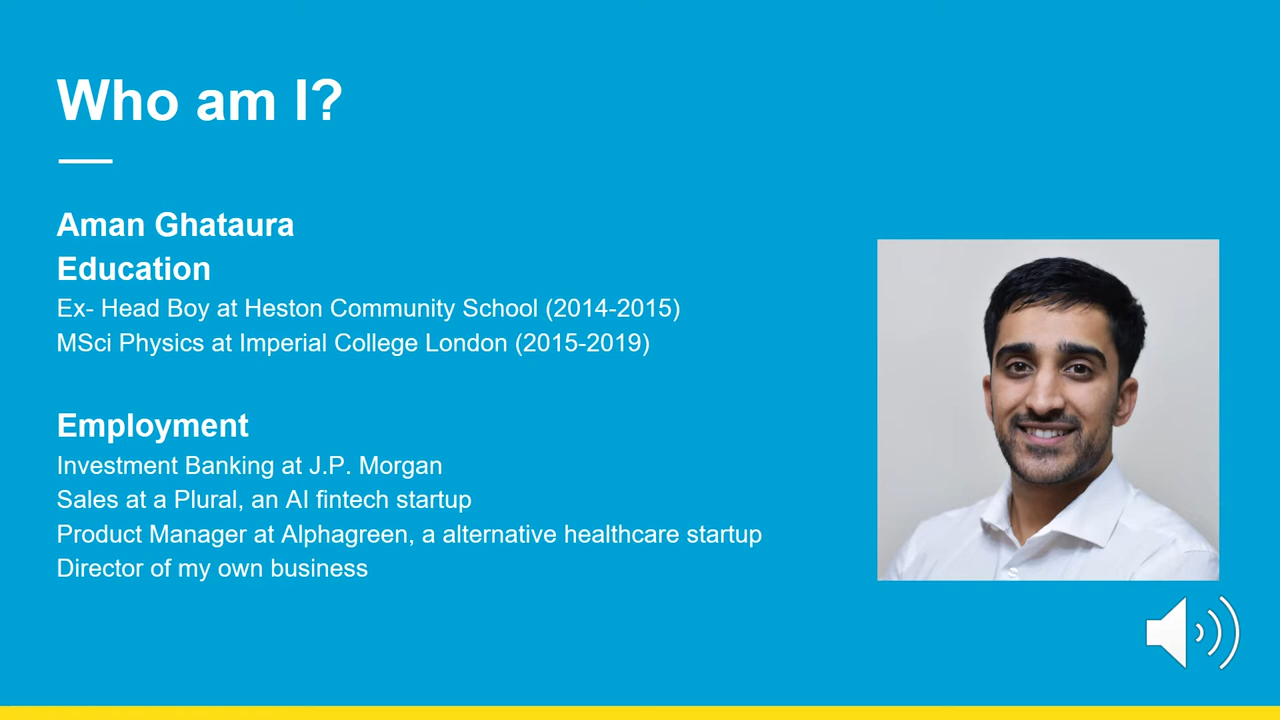 Who am I?
Aman Ghataura
Education
Ex- Head Boy at Heston Community School (2014-2015)
MSci Physics at Imperial College London (2015-2019)
Employment
Investment Banking at J.P. Morgan
Sales at a Plural, an AI fintech startup
Product Manager at Alphagreen, a alternative healthcare startup
Director of my own business